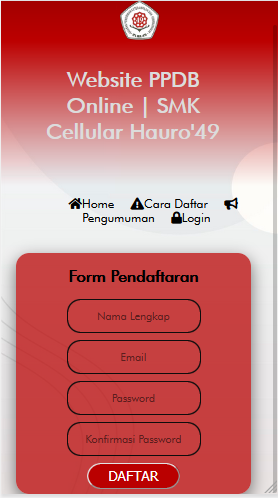 Website PPDB
Online | SMK
Cellular Hauro'49
Home Cara Daftar
Pengumuman Login
Form Pendaftaran
Nama Lengkap
Email
Password
Konfirmasi Password
DAFTAR